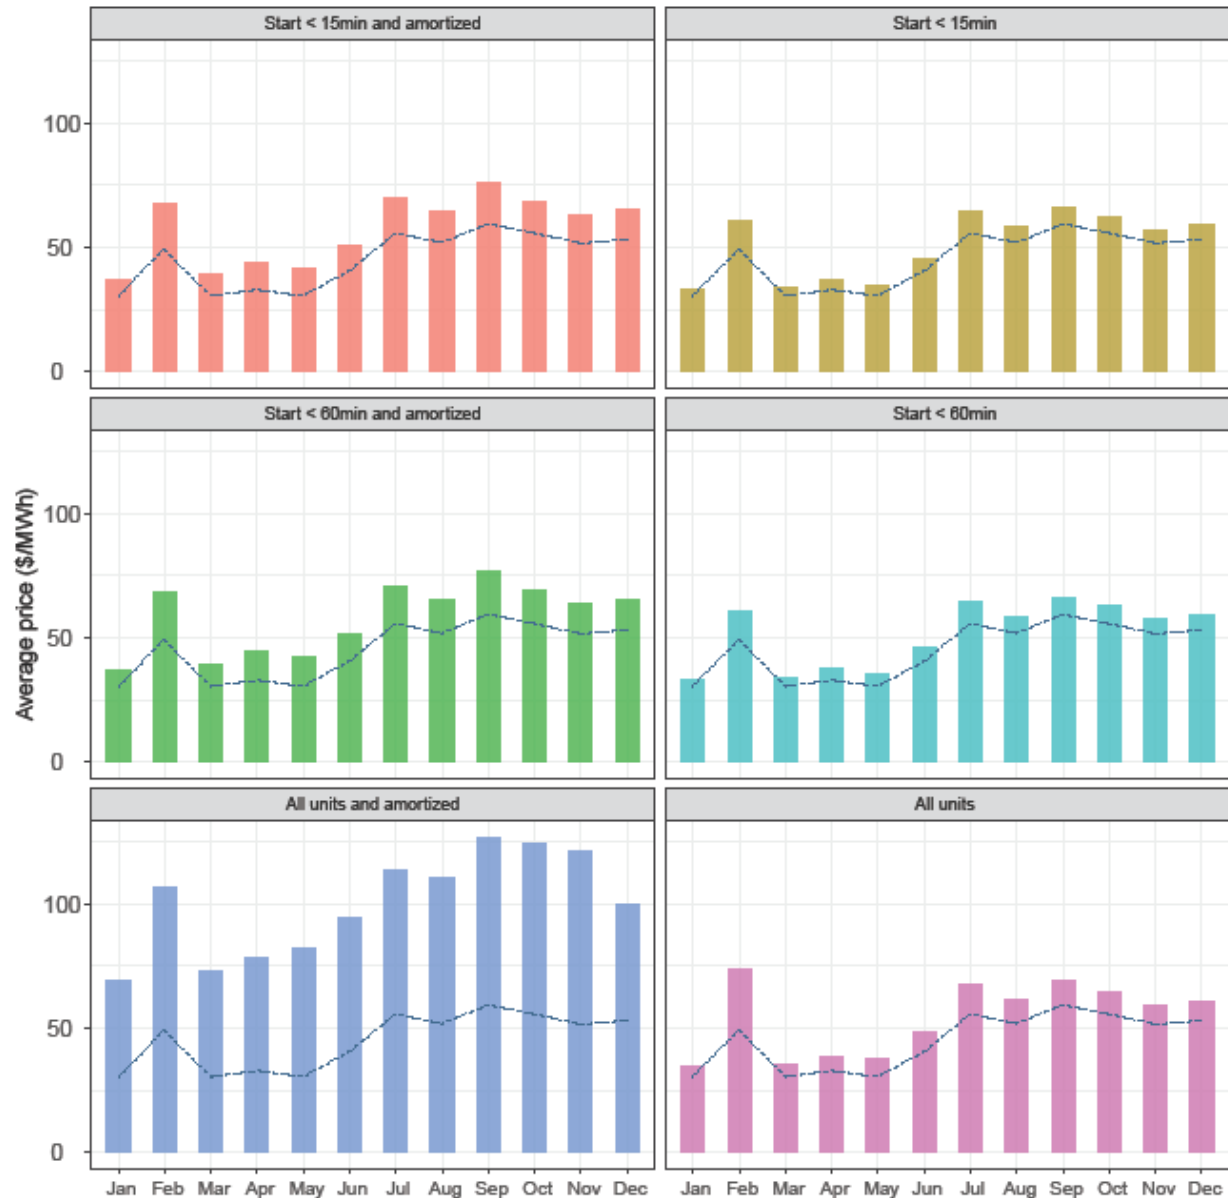 Start < 15min and amortized
Start < 15min
100
50
0
Start < 60min and amortized
Start < 60min
Average price ($/MWh)
100
50
0
All units and amortized
All units
100
50
0
Jan Feb Mar Apr May Jun Jul Aug Sep Oct Nov Dec
Jan Feb Mar Apr May Jun Jul Aug Sep Oct Nov Dec